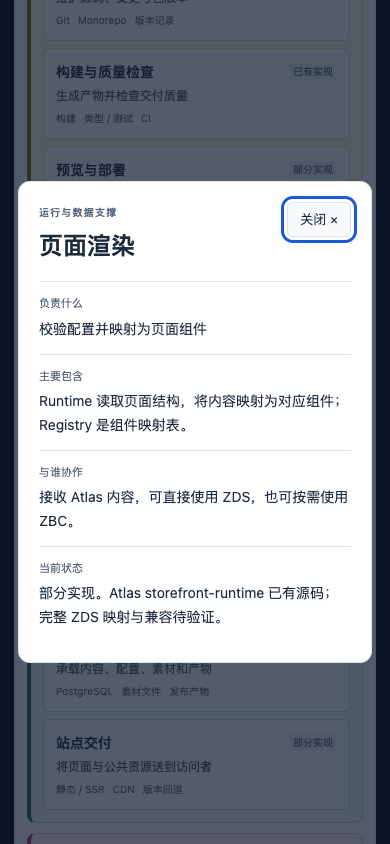 Git Monorepo 版本记录
构建与质量检查
已有实现
生成产物并检查交付质量
构建 类型 / 测试 CI
预览与部署
部分实现
运行与数据支撑
页面渲染
关闭 ×
负责什么
校验配置并映射为页面组件
主要包含
Runtime 读取页面结构，将内容映射为对应组件；
Registry 是组件映射表。
与谁协作
接收 Atlas 内容，可直接使用 ZDS，也可按需使用
ZBC。
当前状态
部分实现。Atlas storefront-runtime 已有源码；
完整 ZDS 映射与兼容待验证。
承载内容、配置、素材和产物
PostgreSQL 素材文件 发布产物
站点交付
部分实现
将页面与公共资源送到访问者
静态 / SSR CDN 版本回退